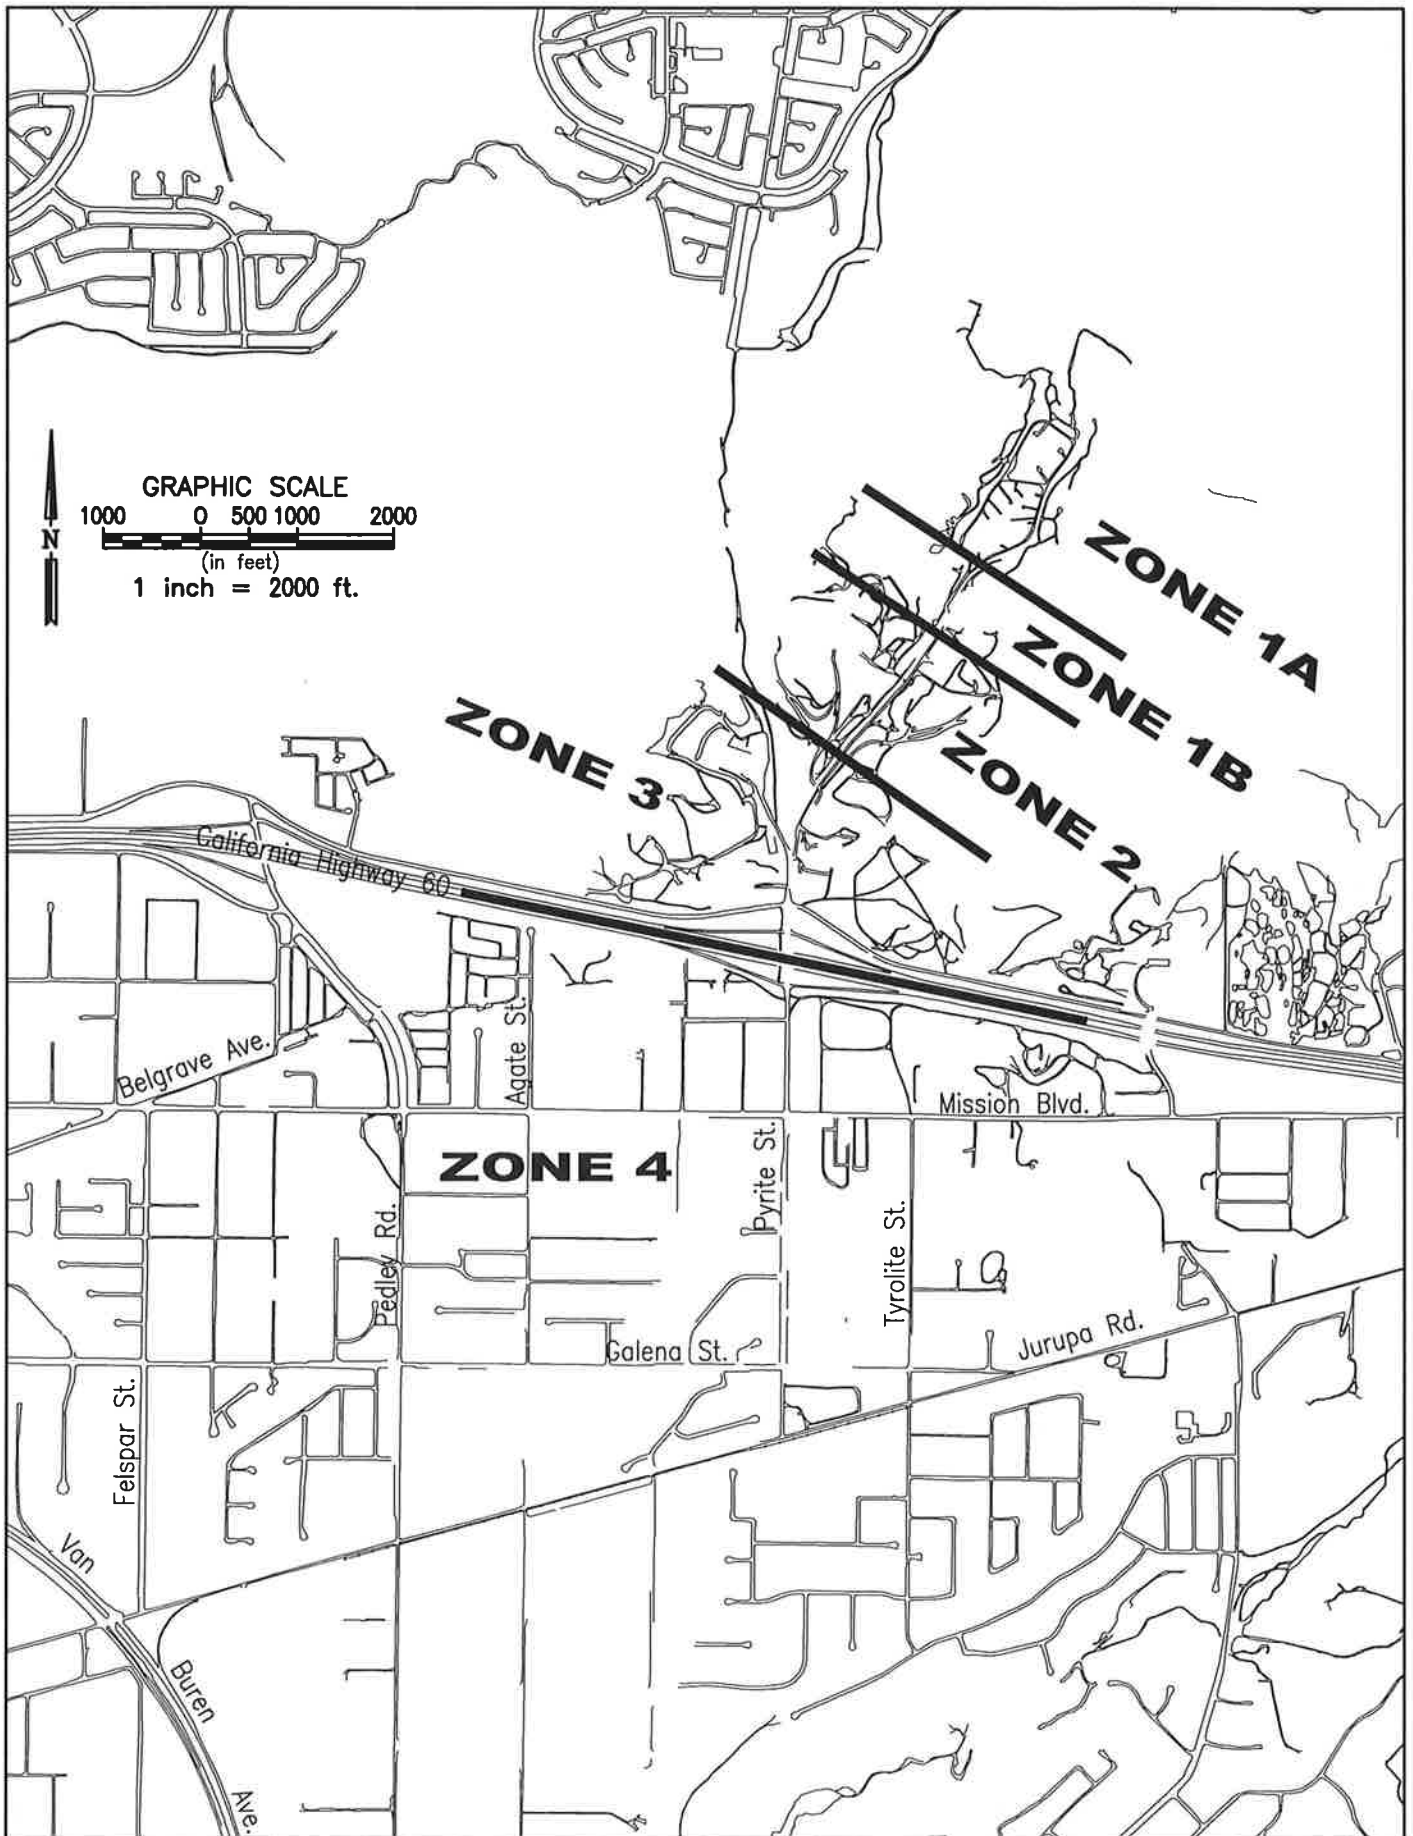 GRAPHIC SCALE
1000 0 500 1000 2000
N
(in feet)
1 inch = 2000 ft.
ZONE 1A
ZONE 1B
ZONE 2
ZONE 3
California Highway 60
Agate St.
Belgrave Ave.
Mission Blvd.
ZONE 4
Pyrite St.
Pedley Rd.
Tyrolite St.
Galena St.
Jurupa Rd.
Felspar St.
Van
Buren
Ave.